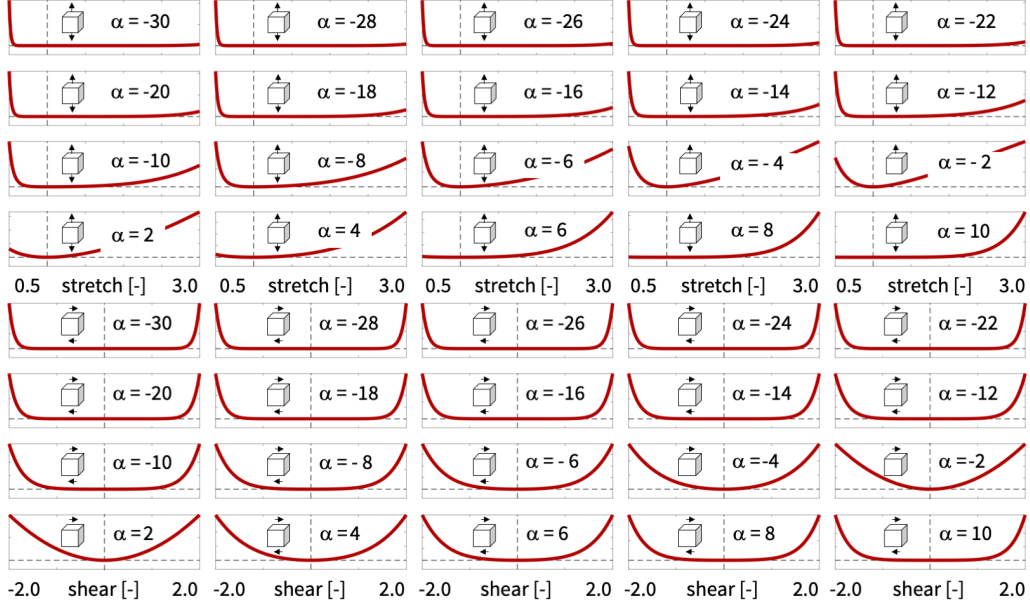 α = -30 α = -28 α = -26 α = -24 α = -22
α = -20 α = -18 α = -16 α = -14 α = -12
α = -10 α = -8 α = - 6 α = - 4 α = - 2
α = 2 α = 4 α = 6 α = 8 α = 10
0.5 stretch [-] 3.0 0.5 stretch [-] 3.0 0.5 stretch [-] 3.0 0.5 stretch [-] 3.0 0.5 stretch [-] 3.0
α = -30 α = -28 α = -26 α = -24 α = -22
α = -20 α = -18 α = -16 α = -14 α = -12
α = -10 α = - 8 α = - 6 α = -4 α = -2
α = 2 α = 4 α = 6 α = 8 α = 10
-2.0 shear [-] 2.0 -2.0 shear [-] 2.0 -2.0 shear [-] 2.0 -2.0 shear [-] 2.0 -2.0 shear [-] 2.0